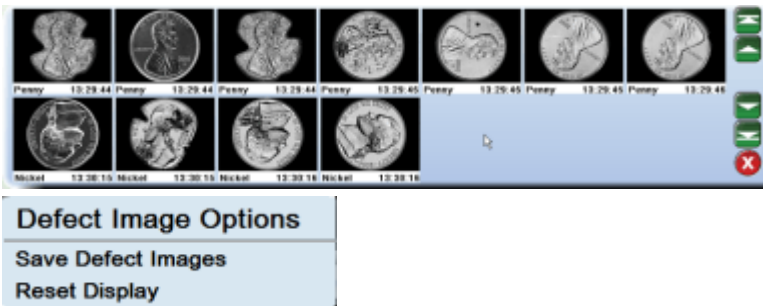 Penny 13:29:44 Penny 13:29:44 Penny 13:29:44 Penny 13:29:45 Penny 13:29:45 Penny 13:29:45 Penny 13:29:46
Nickel 13:30:15 Nickel 13:30:15 Nickel 13:30:16 Nickel 13:30:16
Defect Image Options
Save Defect Images
Reset Display